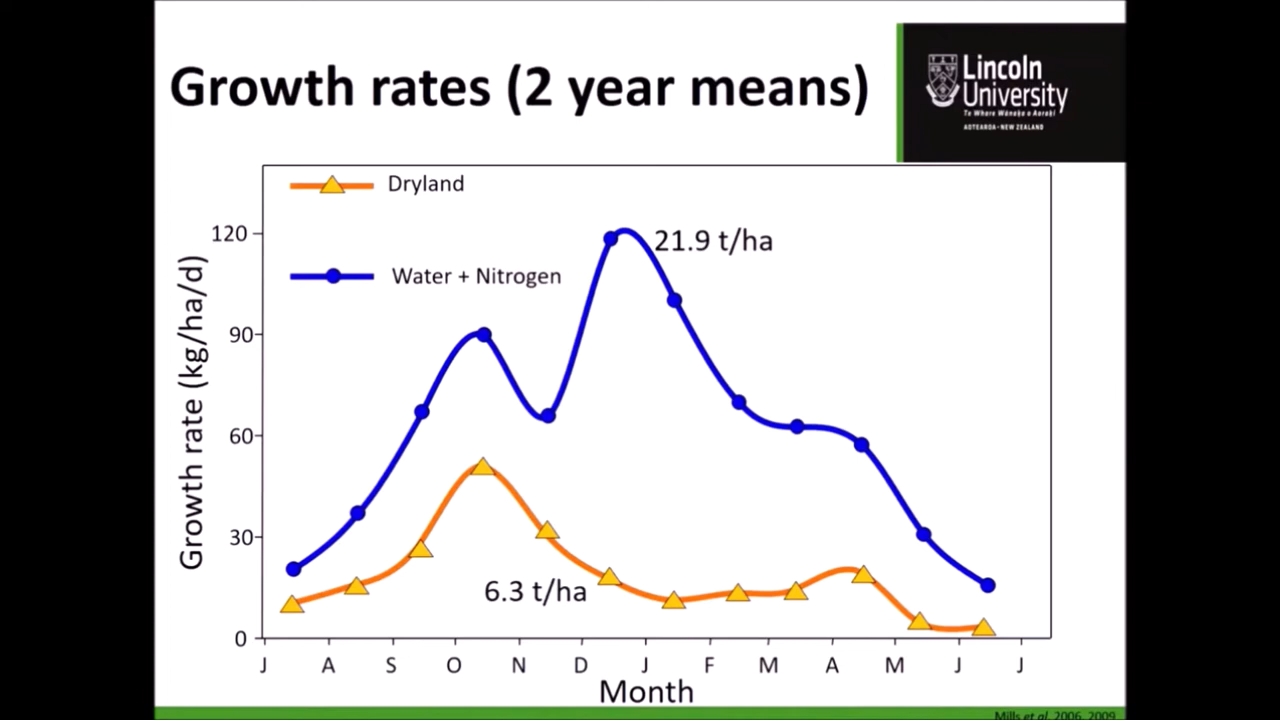 Growth rates (2 year means)
Lincoln
University
Te Whare Wānaka o Aoraki
AOTEAROA • NEW ZEALAND
Dryland
Water + Nitrogen
21.9 t/ha
6.3 t/ha
Growth rate (kg/ha/d)
120
90
60
30
0
J A S O N D J F M A M J J
Month
Mills et al. 2006, 2009